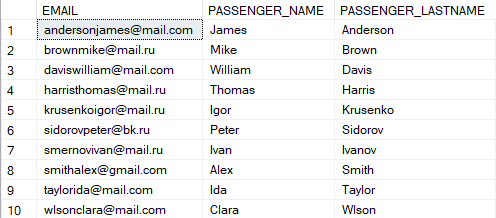 EMAIL PASSENGER_NAME PASSENGER_LASTNAME
1 andersonjames@mail.com James Anderson
2 brownmike@mail.ru Mike Brown
3 daviswilliam@mail.com William Davis
4 harristhomas@mail.ru Thomas Harris
5 krusenkoigor@mail.ru Igor Krusenko
6 sidorovpeter@bk.ru Peter Sidorov
7 smernovivan@mail.ru Ivan Ivanov
8 smithalex@gmail.com Alex Smith
9 taylorida@mail.com Ida Taylor
10 wlsonclara@mail.com Clara Wlson